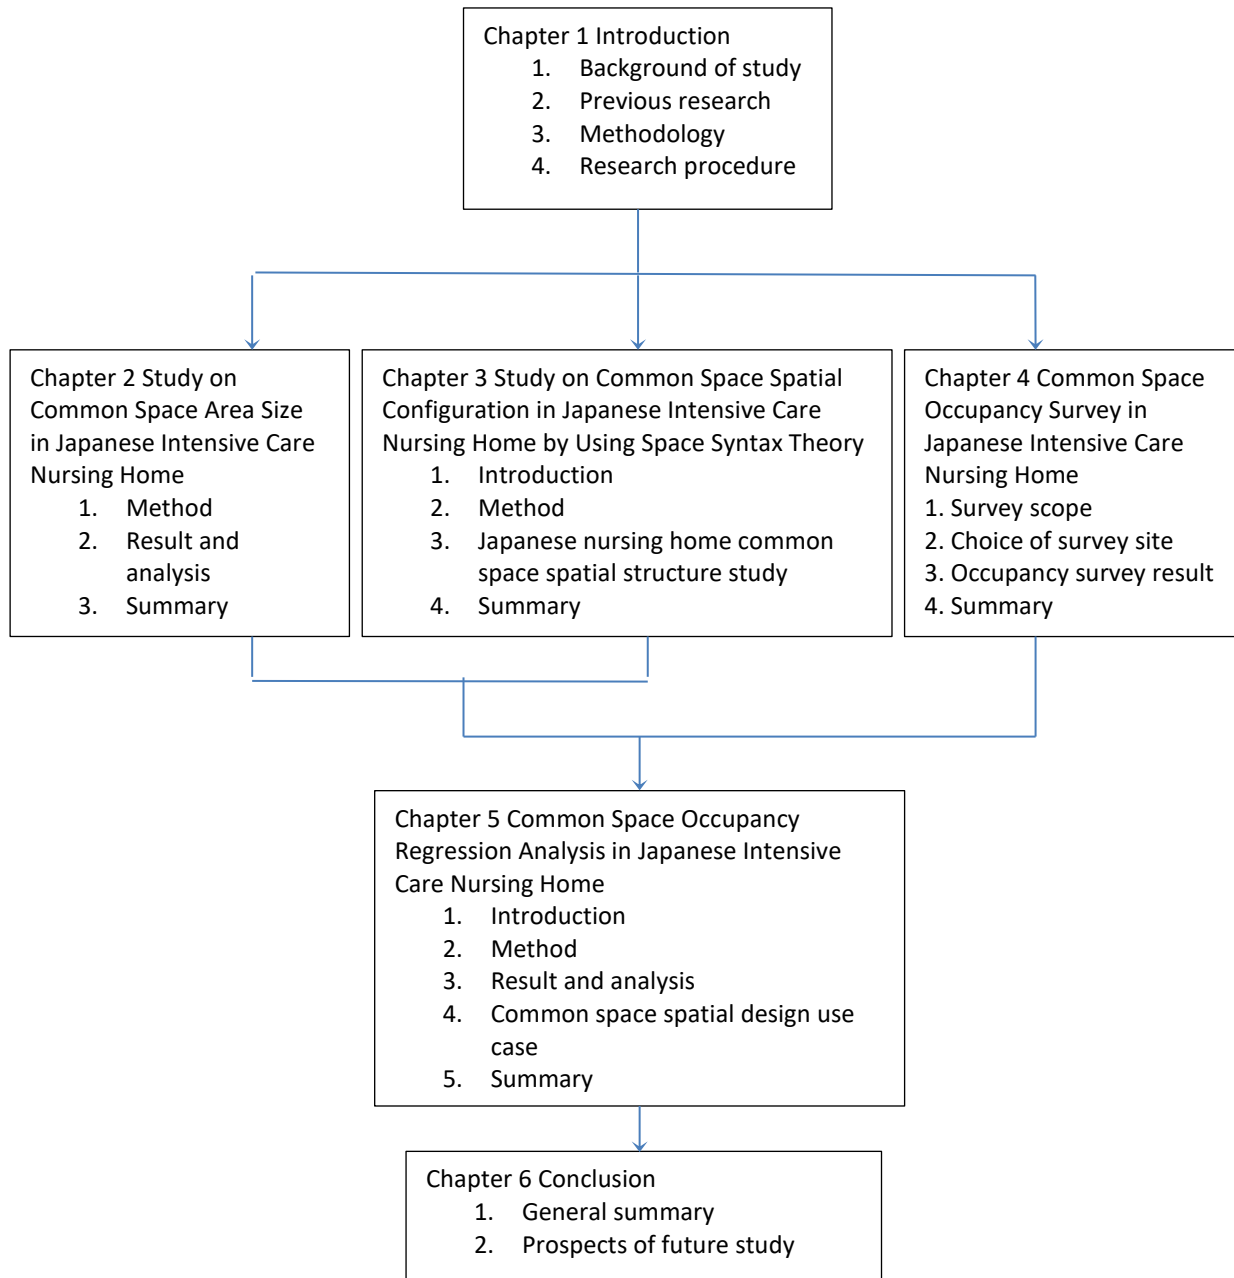 Chapter 1 Introduction
1. Background of study
2. Previous research
3. Methodology
4. Research procedure
Chapter 2 Study on
Common Space Area Size
in Japanese Intensive Care
Nursing Home
1. Method
2. Result and
analysis
3. Summary
Chapter 3 Study on Common Space Spatial
Configuration in Japanese Intensive Care
Nursing Home by Using Space Syntax Theory
1. Introduction
2. Method
3. Japanese nursing home common
space spatial structure study
4. Summary
Chapter 4 Common Space
Occupancy Survey in
Japanese Intensive Care
Nursing Home
1. Survey scope
2. Choice of survey site
3. Occupancy survey result
4. Summary
Chapter 5 Common Space Occupancy
Regression Analysis in Japanese Intensive
Care Nursing Home
1. Introduction
2. Method
3. Result and analysis
4. Common space spatial design use
case
5. Summary
Chapter 6 Conclusion
1. General summary
2. Prospects of future study